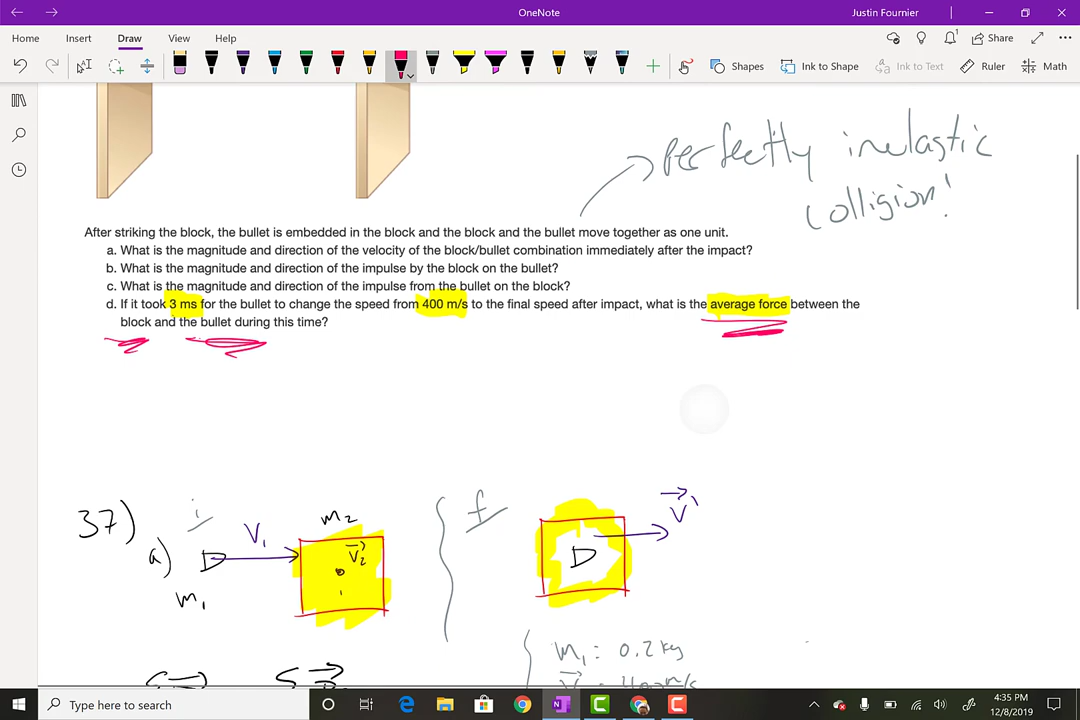 OneNote
Justin Fournier
Home Insert Draw View Help
Share
Shapes Ink to Shape Ink to Text Ruler Math
Perfectly inelastic
collision!
After striking the block, the bullet is embedded in the block and the block and the bullet move together as one unit.
a. What is the magnitude and direction of the velocity of the block/bullet combination immediately after the impact?
b. What is the magnitude and direction of the impulse by the block on the bullet?
c. What is the magnitude and direction of the impulse from the bullet on the block?
d. If it took 3 ms for the bullet to change the speed from 400 m/s to the final speed after impact, what is the average force between the
block and the bullet during this time?
37)
i
f
V'
m2
V1
V2
a)
D
D
m1
m1: 0.2 kg
Type here to search
4:35 PM
12/8/2019